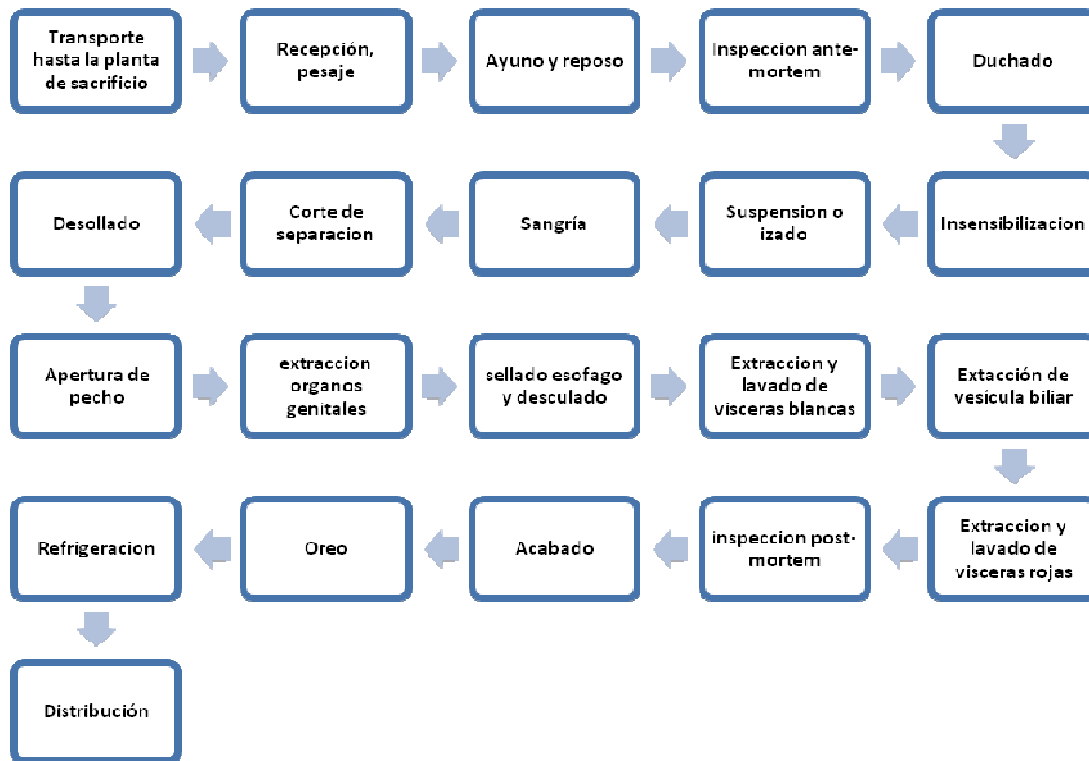 Transporte
hasta la planta
de sacrificio
Recepción,
pesaje
Ayuno y reposo
Inspeccion ante-
mortem
Duchado
Insensibilizacion
Suspension o
izado
Sangría
Corte de
separacion
Desollado
Apertura de
pecho
extraccion
organos
genitales
sellado esofago
y desculado
Extraccion y
lavado de
visceras blancas
Extacción de
vesícula biliar
Extraccion y
lavado de
visceras rojas
inspeccion post-
mortem
Acabado
Oreo
Refrigeracion
Distribución